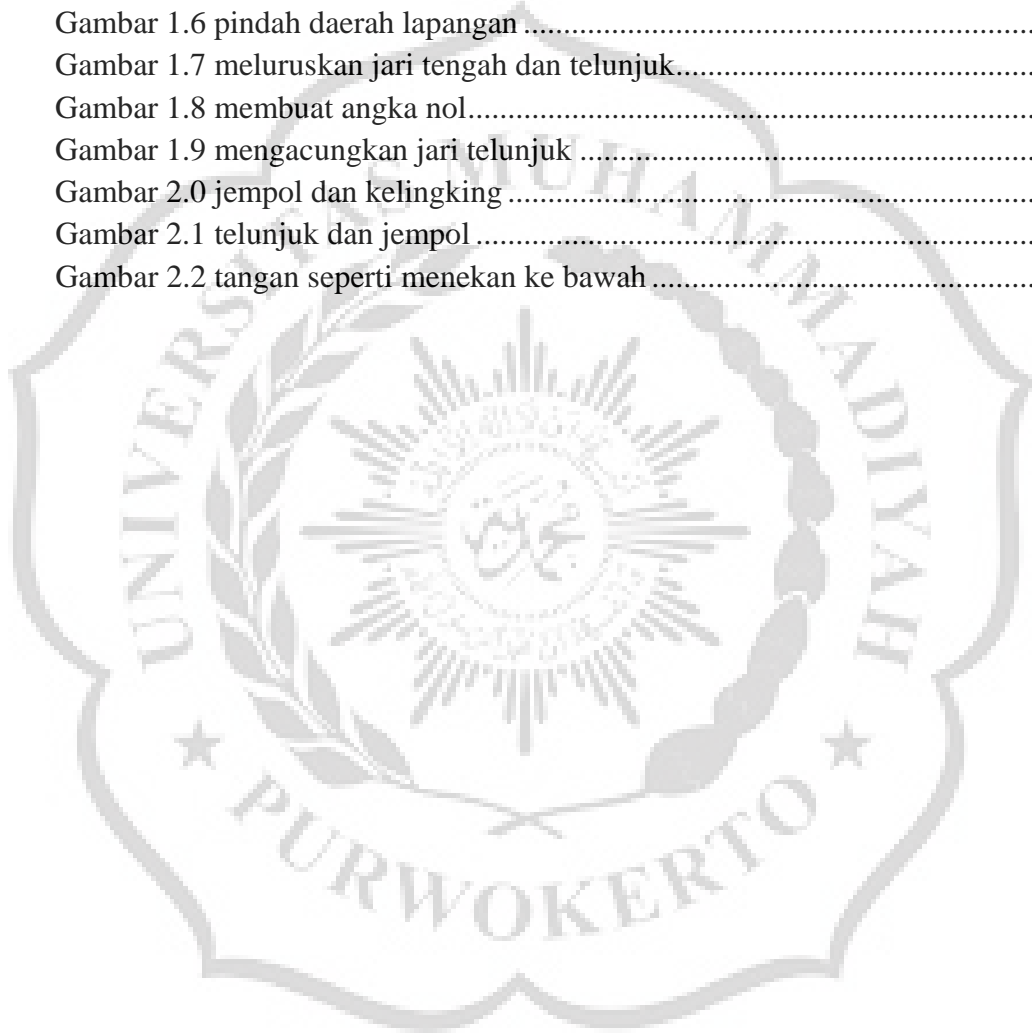 Gambar 1.6 pindah daerah lapangan ..............................................................
Gambar 1.7 meluruskan jari tengah dan telunjuk...........................................
Gambar 1.8 membuat angka nol.....................................................................
Gambar 1.9 mengacungkan jari telunjuk .......................................................
Gambar 2.0 jempol dan kelingking ................................................................
Gambar 2.1 telunjuk dan jempol ....................................................................
Gambar 2.2 tangan seperti menekan ke bawah ..............................................
UNIVERSITAS MUHAMMADIYAH
PURWOKERTO